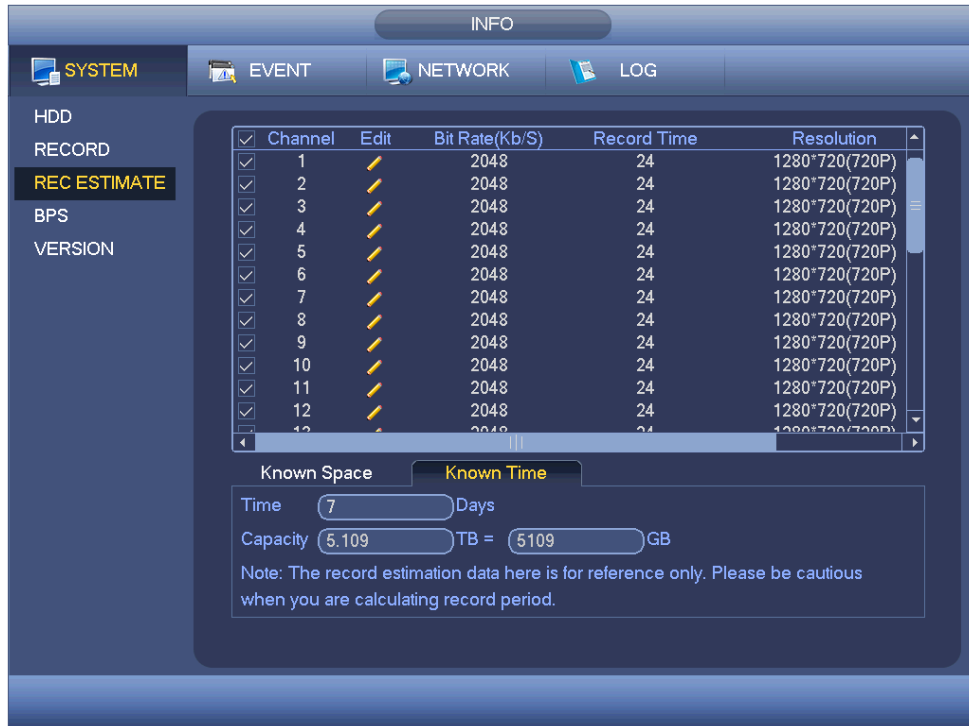 INFO
SYSTEM EVENT NETWORK LOG
HDD
RECORD
REC ESTIMATE
BPS
VERSION
Channel Edit Bit Rate(Kb/S) Record Time Resolution
1 2048 24 1280*720(720P)
2 2048 24 1280*720(720P)
3 2048 24 1280*720(720P)
4 2048 24 1280*720(720P)
5 2048 24 1280*720(720P)
6 2048 24 1280*720(720P)
7 2048 24 1280*720(720P)
8 2048 24 1280*720(720P)
9 2048 24 1280*720(720P)
10 2048 24 1280*720(720P)
11 2048 24 1280*720(720P)
12 2048 24 1280*720(720P)
13 2048 24 1280*720(720P)
Known Space Known Time
Time 7 Days
Capacity 5.109 TB = 5109 GB
Note: The record estimation data here is for reference only. Please be cautious
when you are calculating record period.